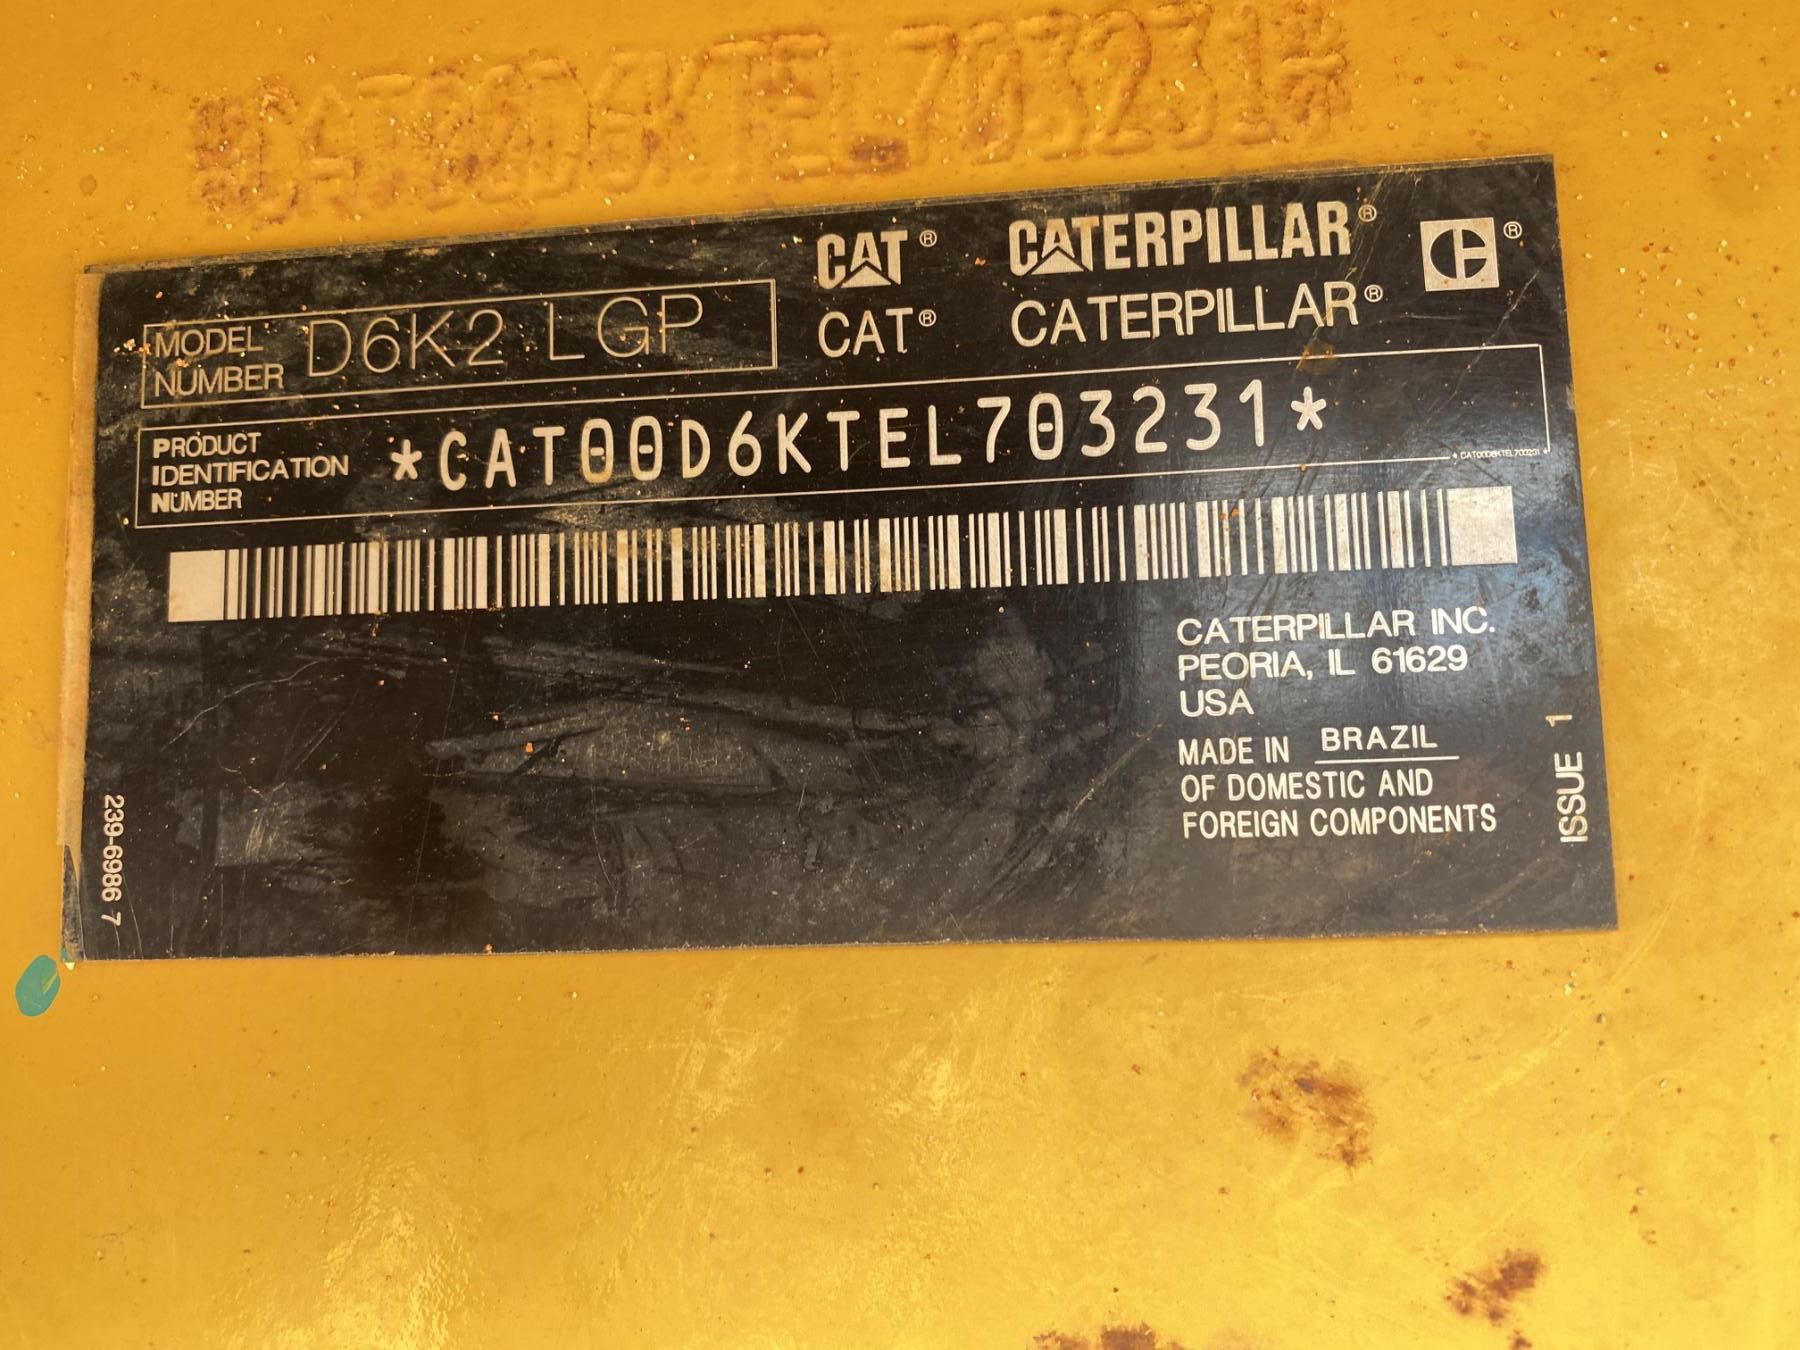 *CAT00D6KTEL703231*
CAT® CATERPILLAR® ®
MODEL NUMBER D6K2 LGP
CAT® CATERPILLAR®
PRODUCT
IDENTIFICATION
NUMBER
*CAT00D6KTEL703231*
CATERPILLAR INC.
PEORIA, IL 61629
USA
MADE IN BRAZIL
OF DOMESTIC AND
FOREIGN COMPONENTS
ISSUE 1
239-6986 7